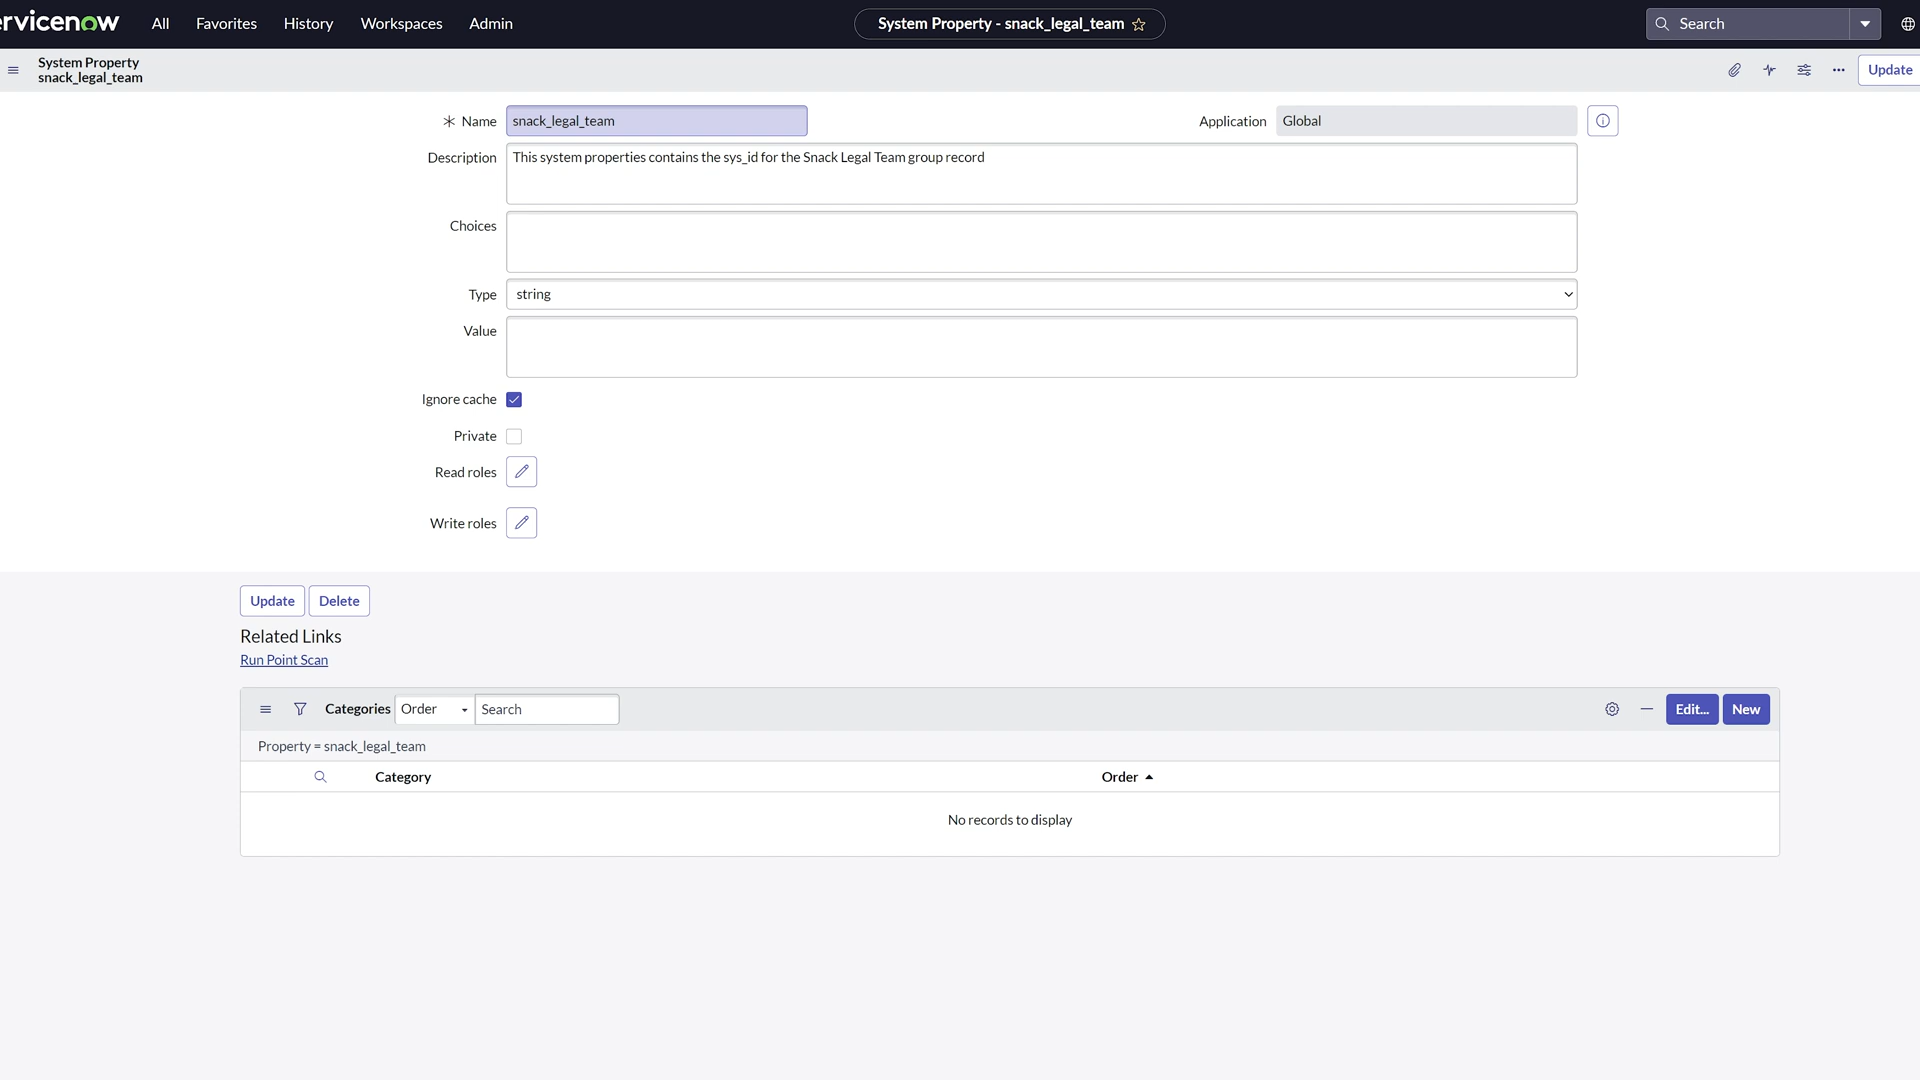 ervicenow All Favorites History Workspaces Admin System Property - snack_legal_team Search
System Property
snack_legal_team
Update
Name snack_legal_team Application Global
Description This system properties contains the sys_id for the Snack Legal Team group record
Choices
Type string
Value
Ignore cache
Private
Read roles
Write roles
Update Delete
Related Links
Run Point Scan
Categories Order Search Edit... New
Property = snack_legal_team
Category Order
No records to display